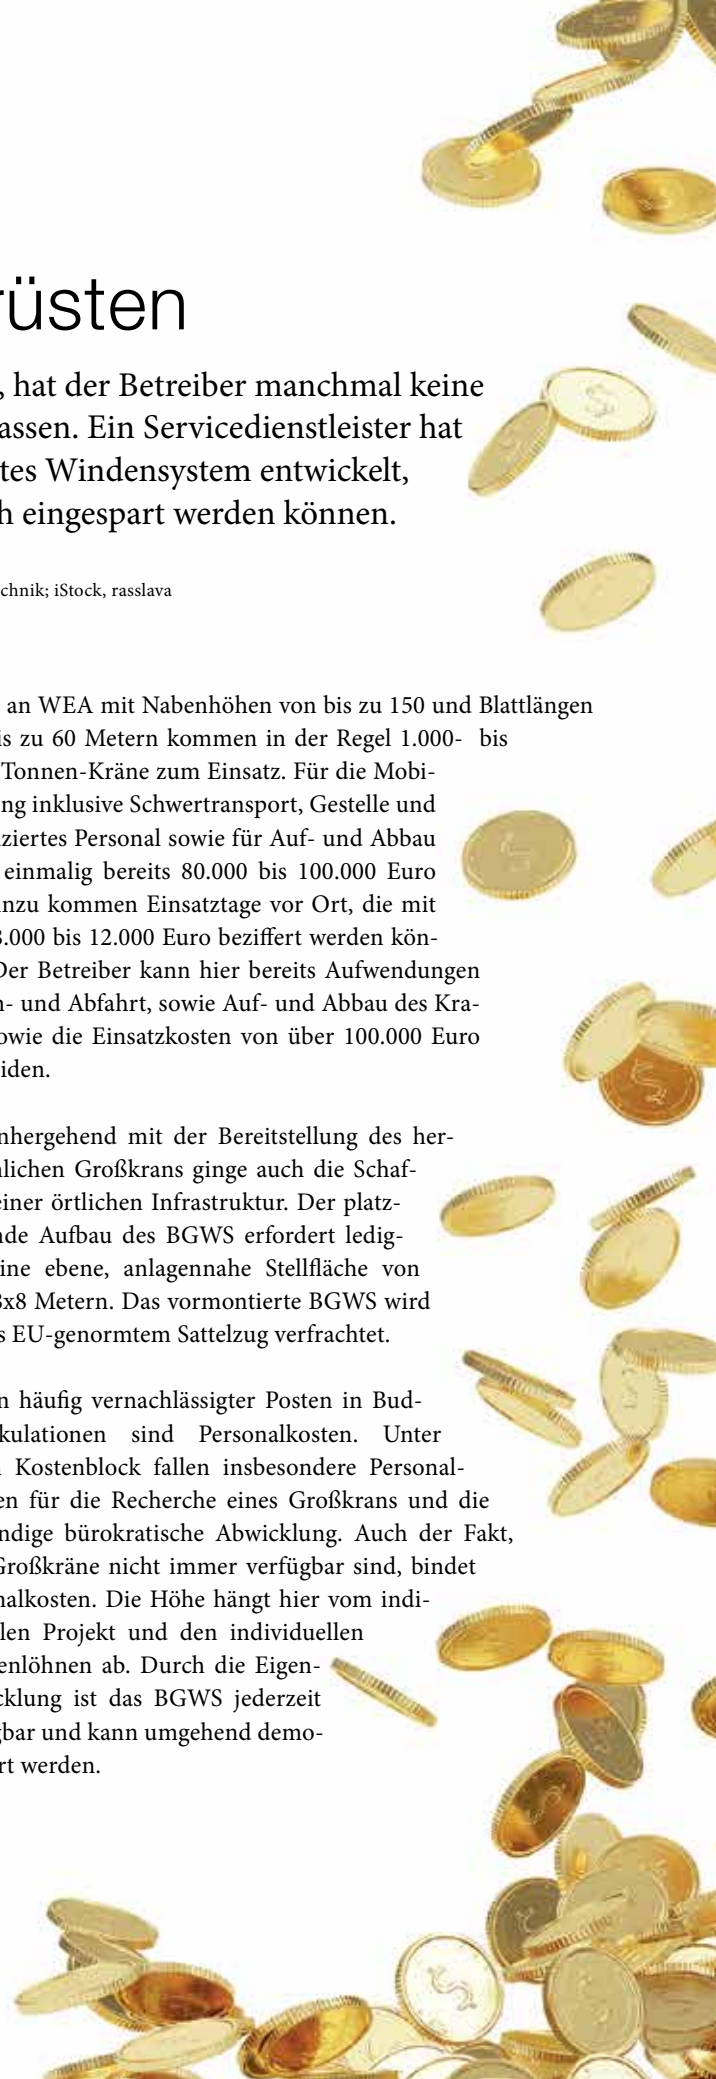 rüsten
, hat der Betreiber manchmal keine
assen. Ein Servicedienstleister hat
tes Windensystem entwickelt,
h eingespart werden können.
chnik; iStock, rasslava
an WEA mit Nabenhöhen von bis zu 150 und Blattlängen
is zu 60 Metern kommen in der Regel 1.000- bis
Tonnen-Kräne zum Einsatz. Für die Mobi-
ng inklusive Schwertransport, Gestelle und
ziertes Personal sowie für Auf- und Abbau
einmalig bereits 80.000 bis 100.000 Euro
nzu kommen Einsatztage vor Ort, die mit
8.000 bis 12.000 Euro beziffert werden kön-
Der Betreiber kann hier bereits Aufwendungen
n- und Abfahrt, sowie Auf- und Abbau des Kra-
owie die Einsatzkosten von über 100.000 Euro
iden.
nhergehend mit der Bereitstellung des her-
lichen Großkrans ginge auch die Schaf-
einer örtlichen Infrastruktur. Der platz-
nde Aufbau des BGWS erfordert ledig-
ine ebene, anlagennahe Stellfläche von
8x8 Metern. Das vormontierte BGWS wird
s EU-genormtem Sattelzug verfrachtet.
n häufig vernachlässigter Posten in Bud-
kulationen sind Personalkosten. Unter
Kostenblock fallen insbesondere Personal-
en für die Recherche eines Großkrans und die
ndige bürokratische Abwicklung. Auch der Fakt,
Großkräne nicht immer verfügbar sind, bindet
nalkosten. Die Höhe hängt hier vom indi-
len Projekt und den individuellen
enlöhnen ab. Durch die Eigen-
cklung ist das BGWS jederzeit
gbar und kann umgehend demo-
rt werden.